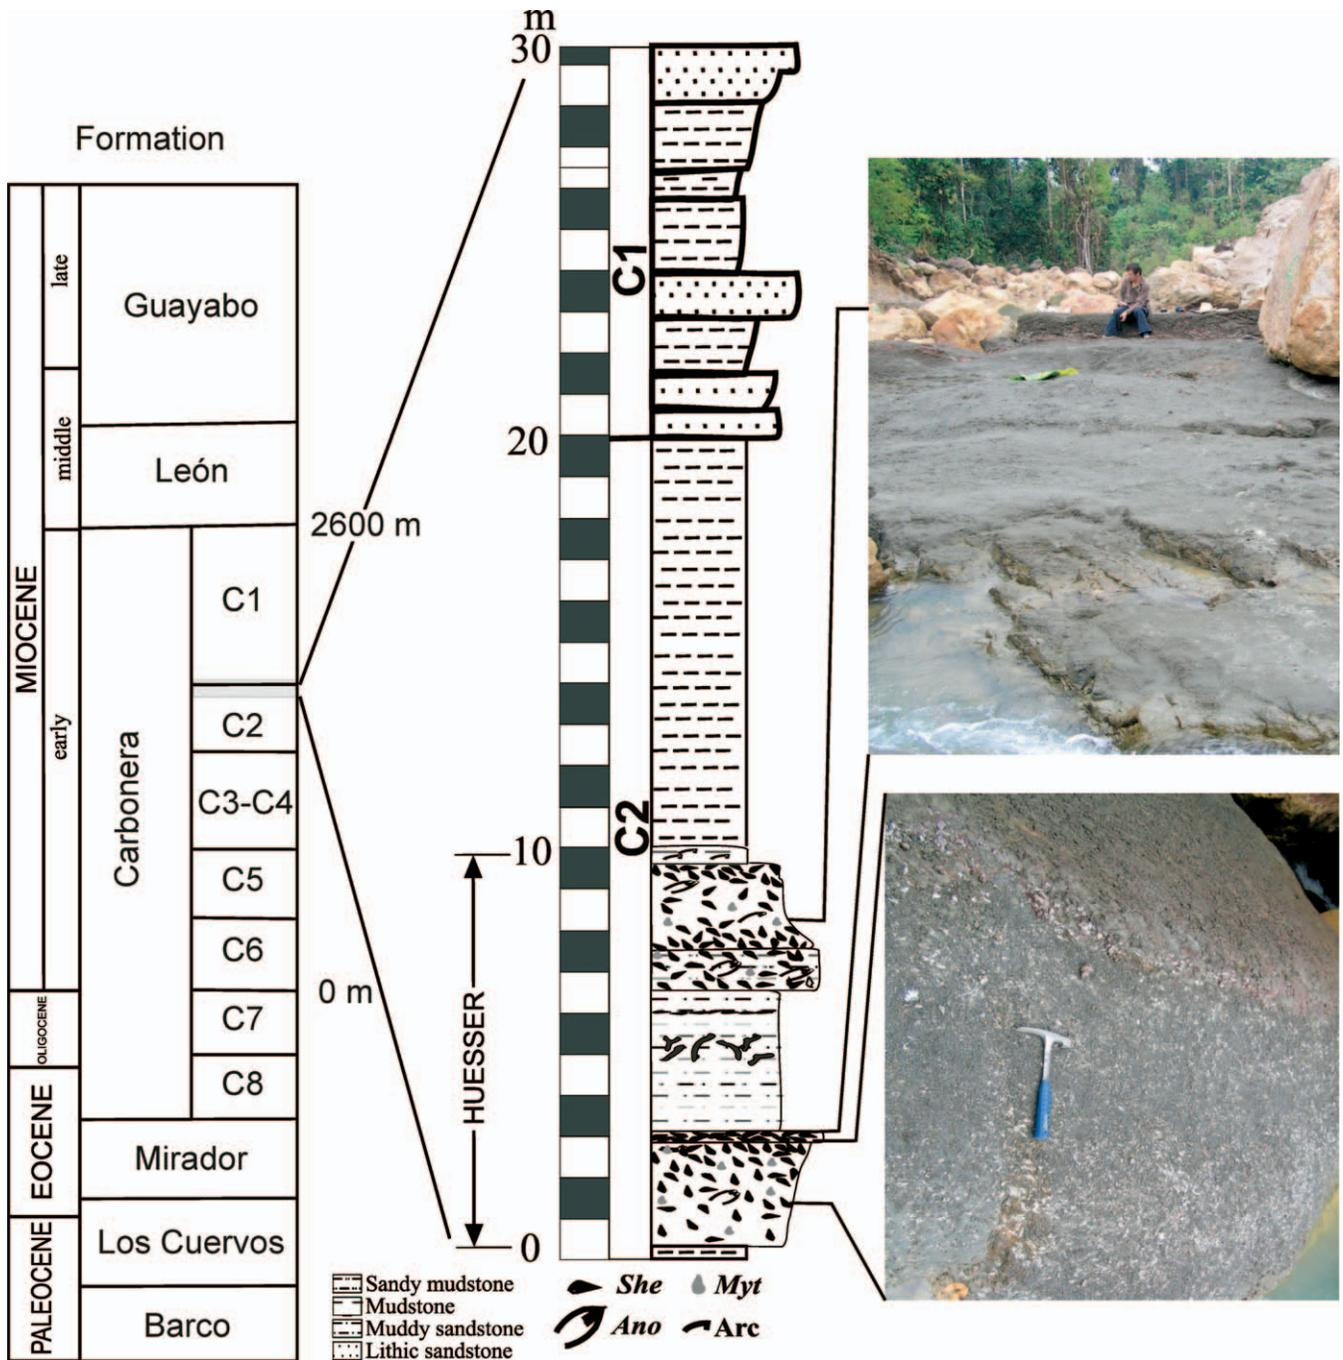 m
30
Formation
MIOCENE
late
Guayabo
C1
middle
León
20
2600 m
early
Carbonera
C1
C2
C3-C4
C2
10
C5
C6
HUESSER
0 m
OLIGOCENE
C7
C8
EOCENE
Mirador
Los Cuervos
0
PALEOCENE
Barco
Sandy mudstone
Mudstone
Muddy sandstone
Lithic sandstone
She
Myt
Ano
Arc